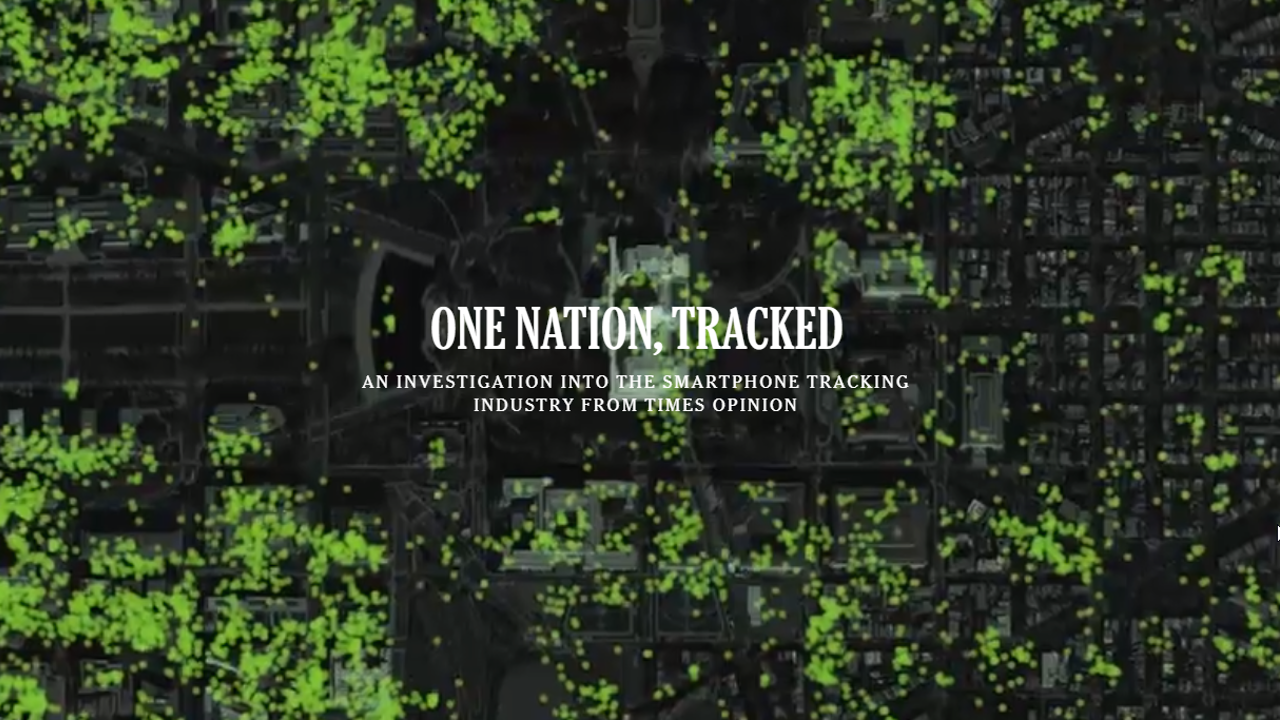 ONE NATION, TRACKED
AN INVESTIGATION INTO THE SMARTPHONE TRACKING
INDUSTRY FROM TIMES OPINION